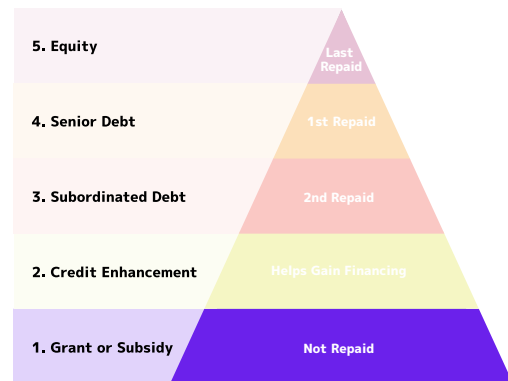 5. Equity
Last
Repaid
4. Senior Debt
1st Repaid
3. Subordinated Debt
2nd Repaid
2. Credit Enhancement
Helps Gain Financing
1. Grant or Subsidy
Not Repaid